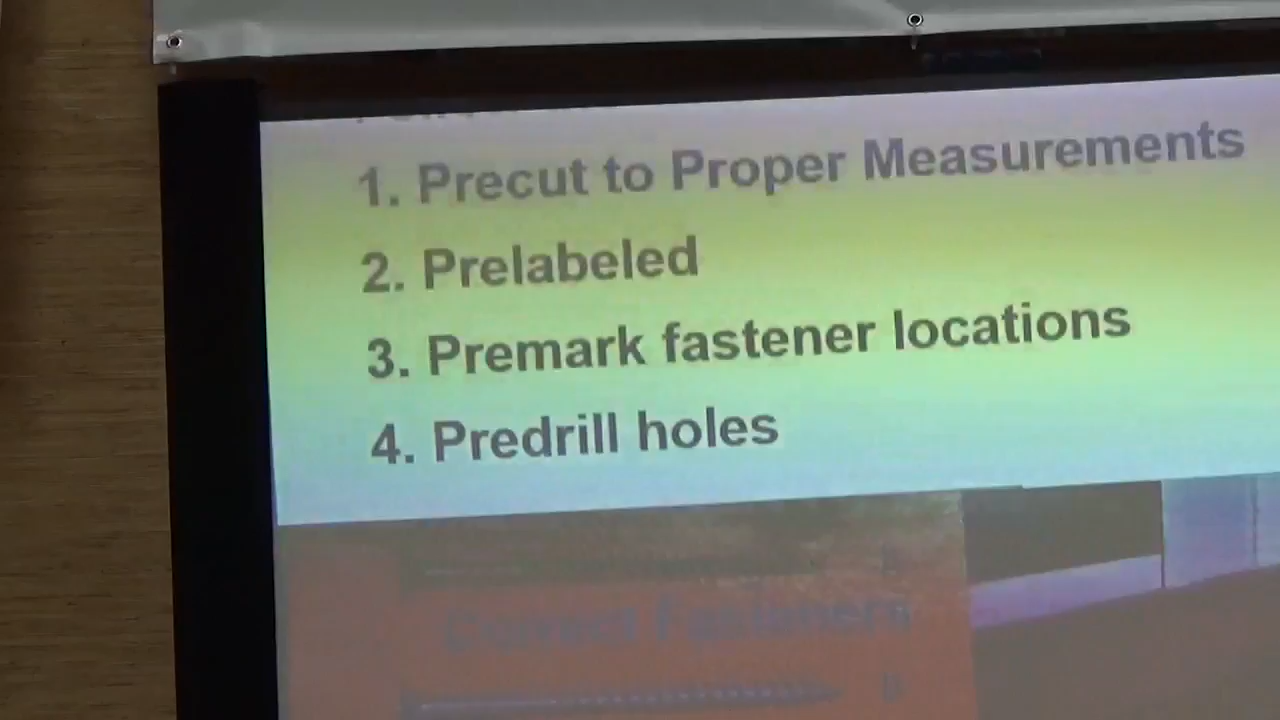 1. Precut to Proper Measurements
2. Prelabeled
3. Premark fastener locations
4. Predrill holes
Correct Fasteners